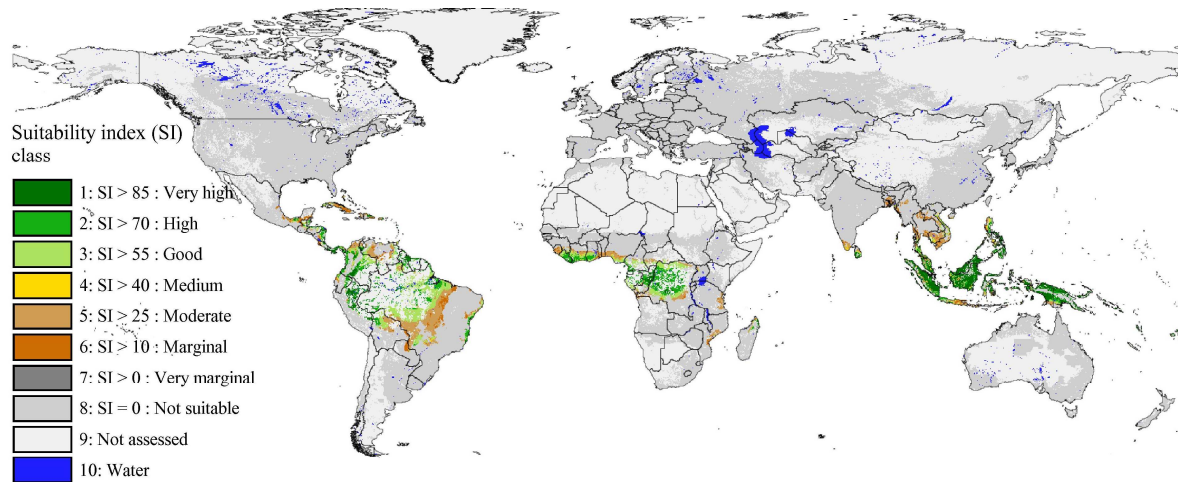 Suitability index (SI)
class
1: SI > 85 : Very high
2: SI > 70 : High
3: SI > 55 : Good
4: SI > 40 : Medium
5: SI > 25 : Moderate
6: SI > 10 : Marginal
7: SI > 0 : Very marginal
8: SI = 0 : Not suitable
9: Not assessed
10: Water